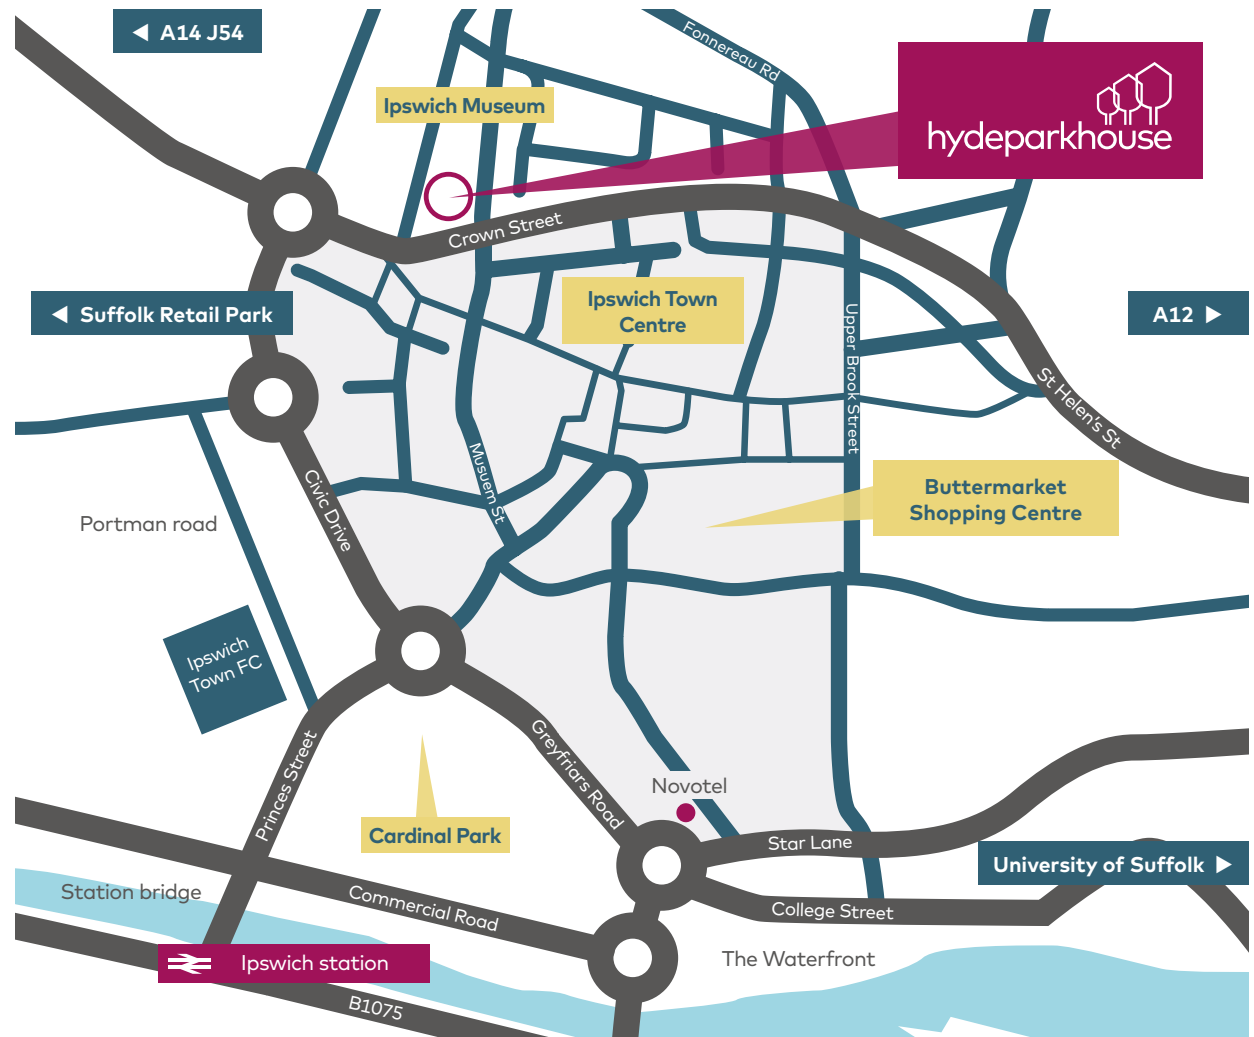 ◄ A14 J54
Fonnereau Rd
Ipswich Museum
hydeparkhouse
Crown Street
◄ Suffolk Retail Park
Ipswich Town
Centre
A12 ►
Upper Brook Street
St Helen's St
Musuem St
Civic Drive
Buttermarket
Shopping Centre
Portman road
Ipswich
Town FC
Princes Street
Greyfriars Road
Novotel
Cardinal Park
Star Lane
University of Suffolk ►
Station bridge
Commercial Road
College Street
Ipswich station
The Waterfront
B1075